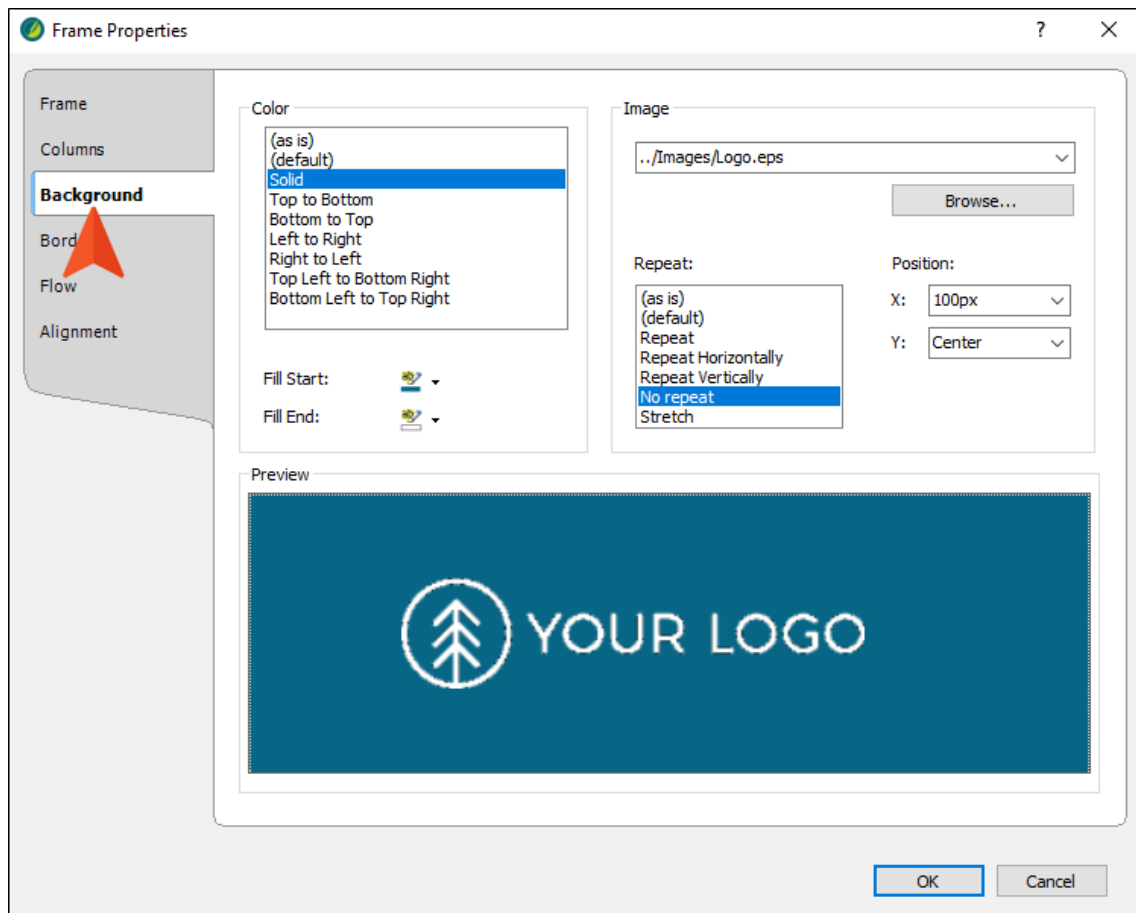 Frame Properties
?
Frame
Columns
Background
Bord
Flow
Alignment
Color
(as is)
(default)
Solid
Top to Bottom
Bottom to Top
Left to Right
Right to Left
Top Left to Bottom Right
Bottom Left to Top Right
Fill Start:
Fill End:
Image
../Images/Logo.eps
Browse...
Repeat:
(as is)
(default)
Repeat
Repeat Horizontally
Repeat Vertically
No repeat
Stretch
Position:
X: 100px
Y: Center
Preview
YOUR LOGO
OK
Cancel